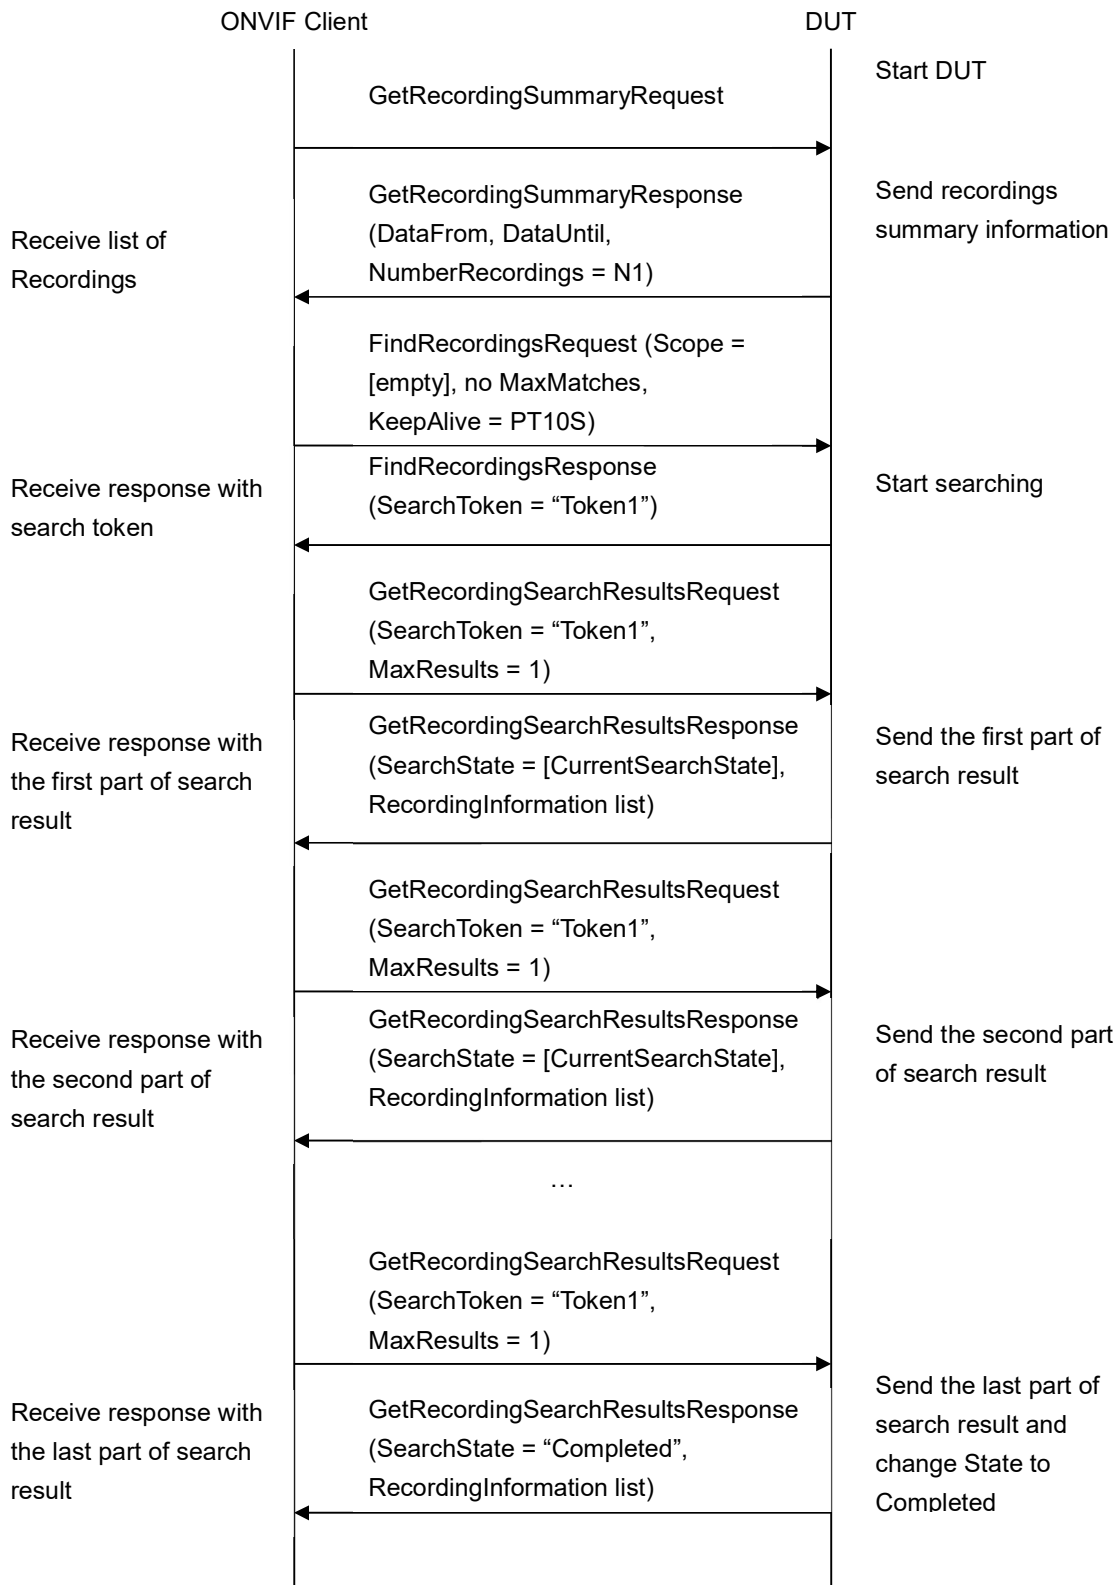 ONVIF Client
DUT
Start DUT
GetRecordingSummaryRequest
GetRecordingSummaryResponse
(DataFrom, DataUntil,
NumberRecordings = N1)
Send recordings
summary information
Receive list of
Recordings
FindRecordingsRequest (Scope =
[empty], no MaxMatches,
KeepAlive = PT10S)
FindRecordingsResponse
(SearchToken = “Token1”)
Start searching
Receive response with
search token
GetRecordingSearchResultsRequest
(SearchToken = “Token1”,
MaxResults = 1)
GetRecordingSearchResultsResponse
(SearchState = [CurrentSearchState],
RecordingInformation list)
Send the first part of
search result
Receive response with
the first part of search
result
GetRecordingSearchResultsRequest
(SearchToken = “Token1”,
MaxResults = 1)
GetRecordingSearchResultsResponse
(SearchState = [CurrentSearchState],
RecordingInformation list)
Send the second part
of search result
Receive response with
the second part of
search result
…
GetRecordingSearchResultsRequest
(SearchToken = “Token1”,
MaxResults = 1)
GetRecordingSearchResultsResponse
(SearchState = “Completed”,
RecordingInformation list)
Send the last part of
search result and
change State to
Completed
Receive response with
the last part of search
result